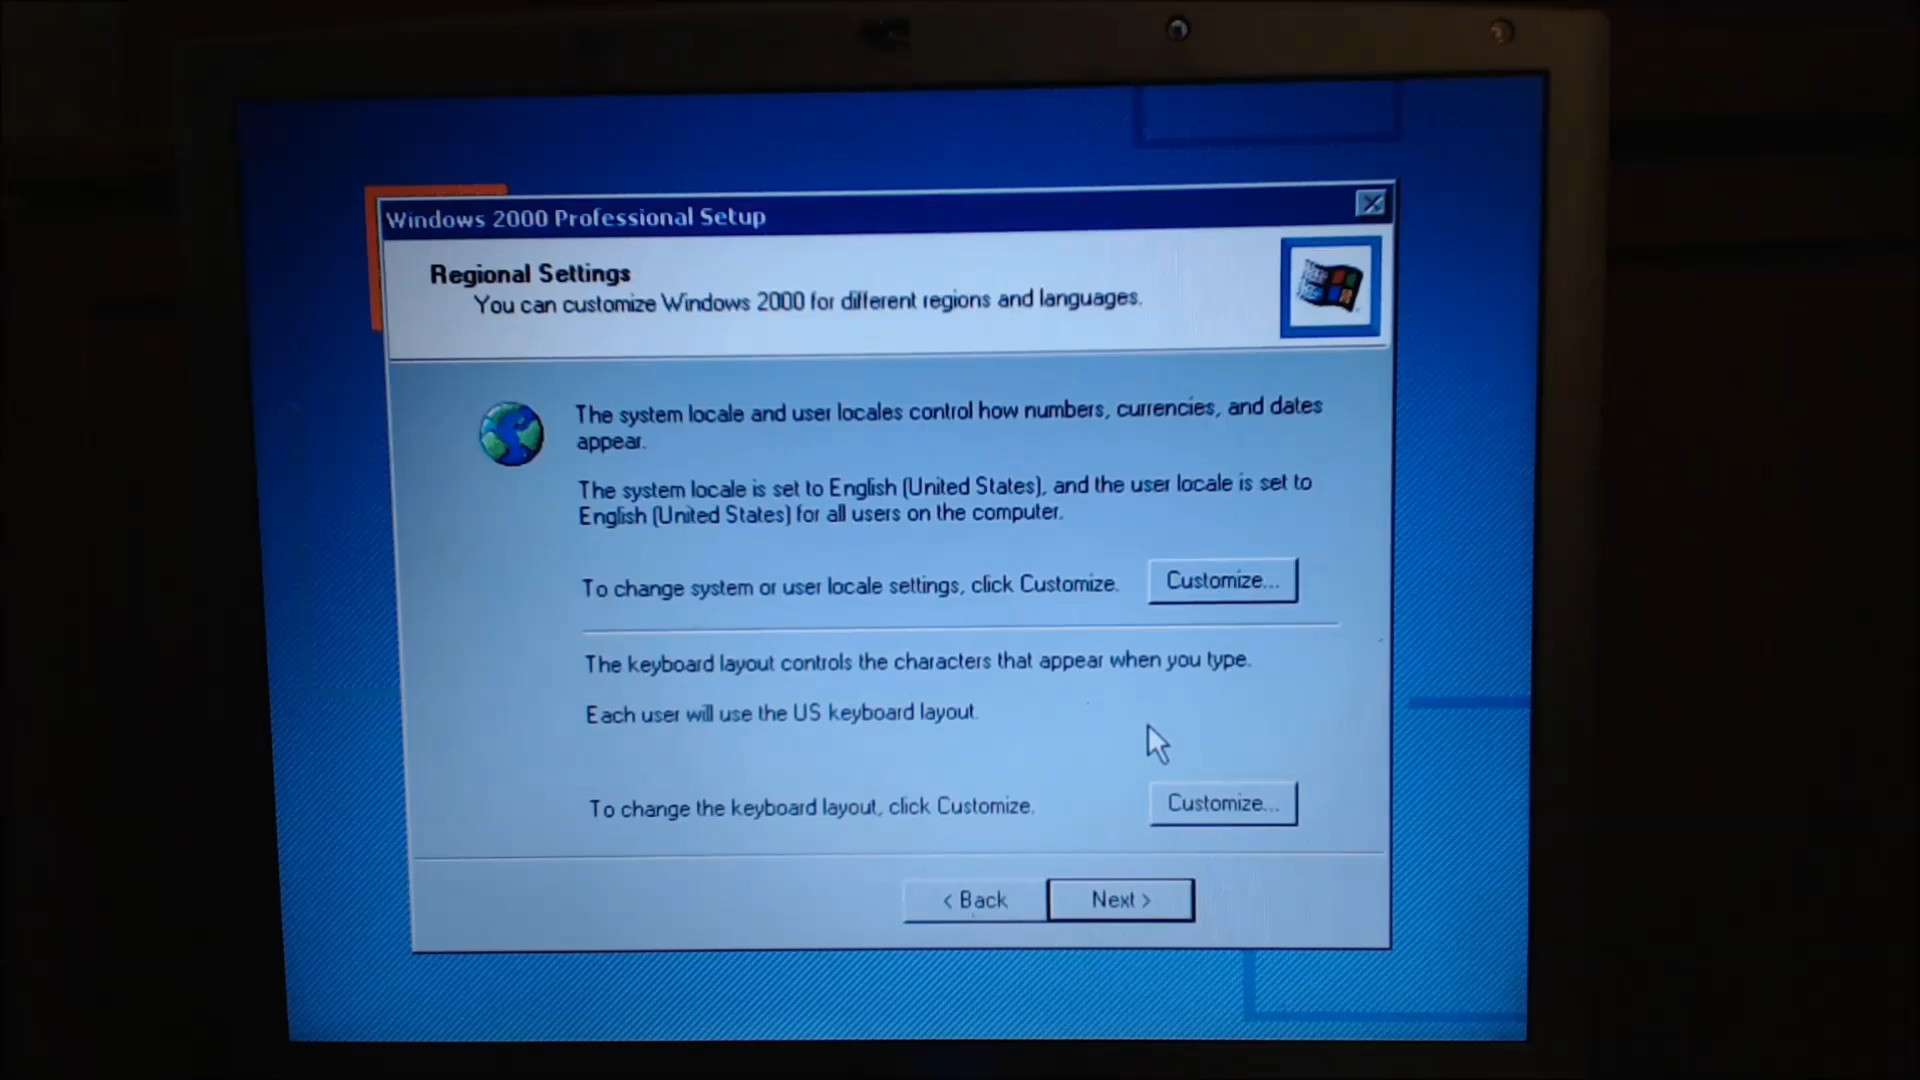 Windows 2000 Professional Setup
Regional Settings
You can customize Windows 2000 for different regions and languages.
The system locale and user locales control how numbers, currencies, and dates
appear.
The system locale is set to English (United States), and the user locale is set to
English (United States) for all users on the computer.
To change system or user locale settings, click Customize.
Customize...
The keyboard layout controls the characters that appear when you type.
Each user will use the US keyboard layout.
To change the keyboard layout, click Customize.
Customize...
< Back
Next >